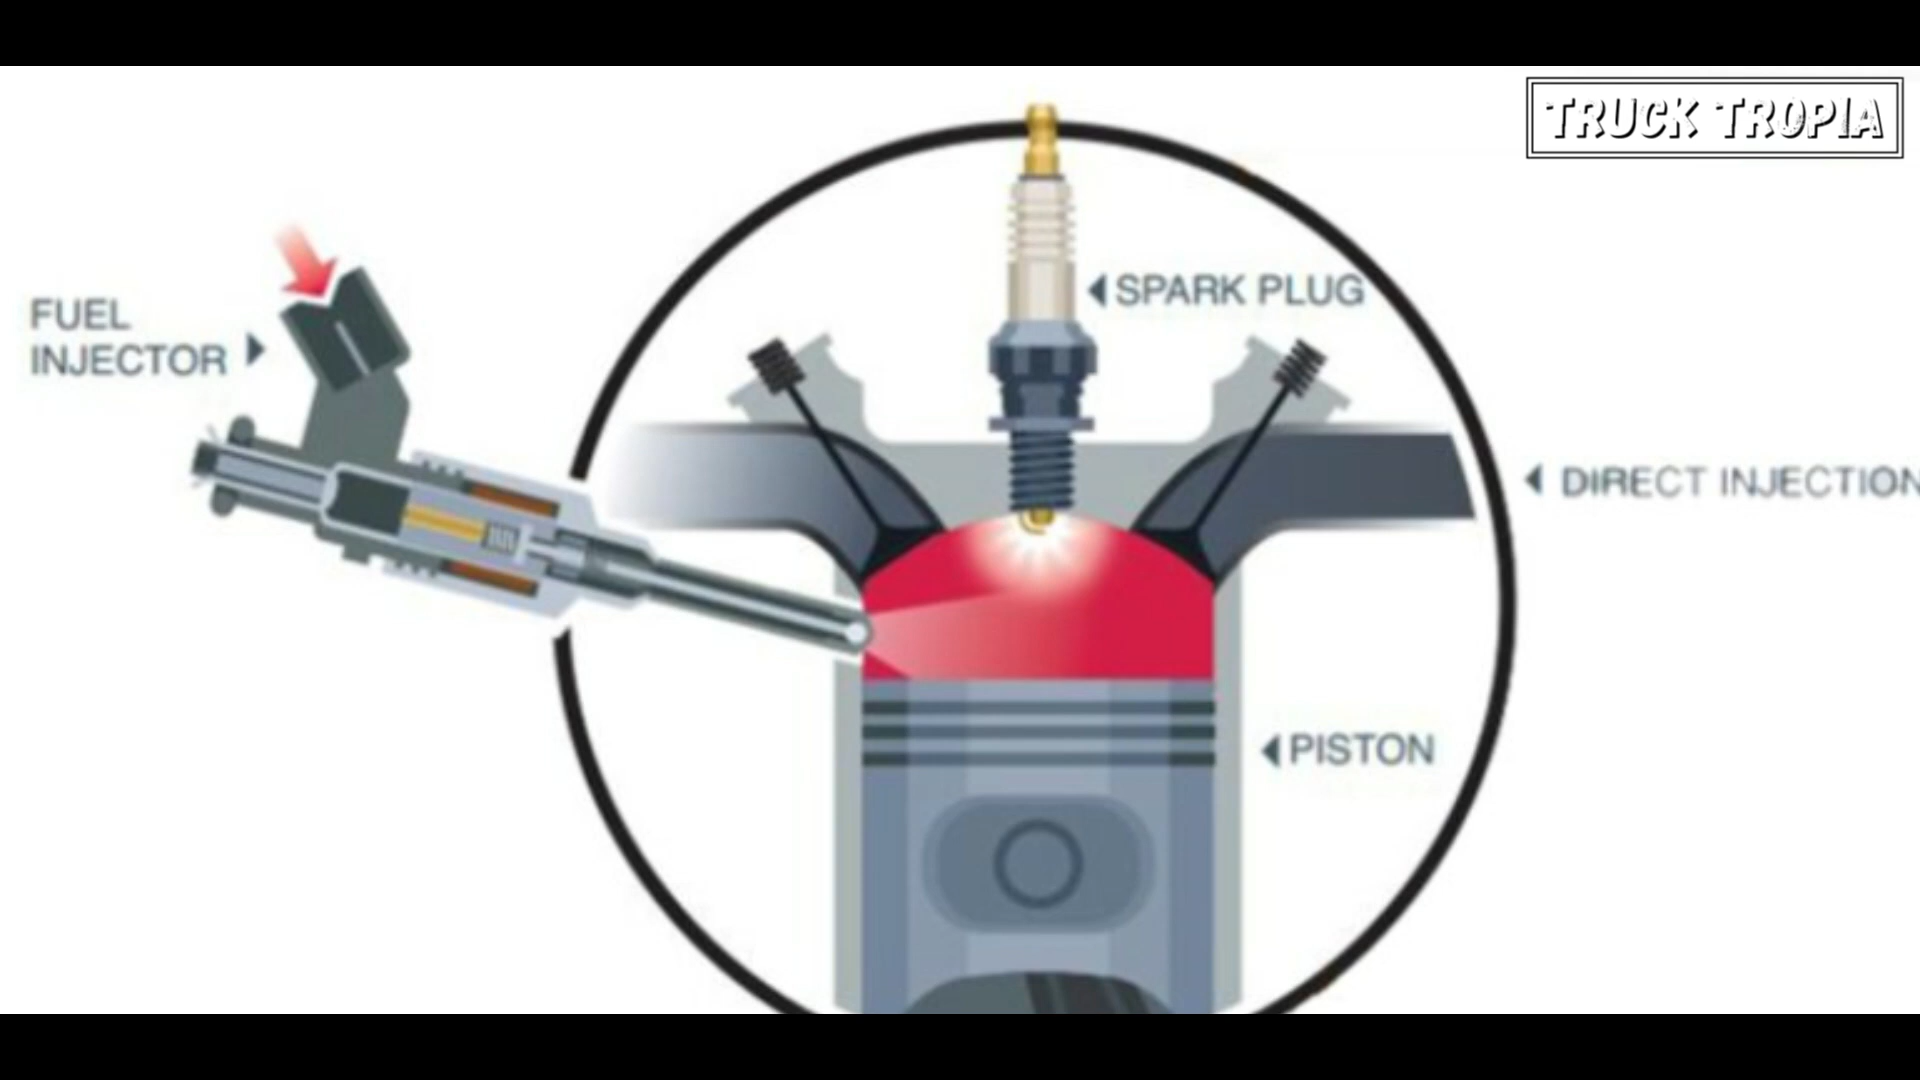 TRUCK TROPIA
SPARK PLUG
FUEL
INJECTOR
DIRECT INJECTION
PISTON